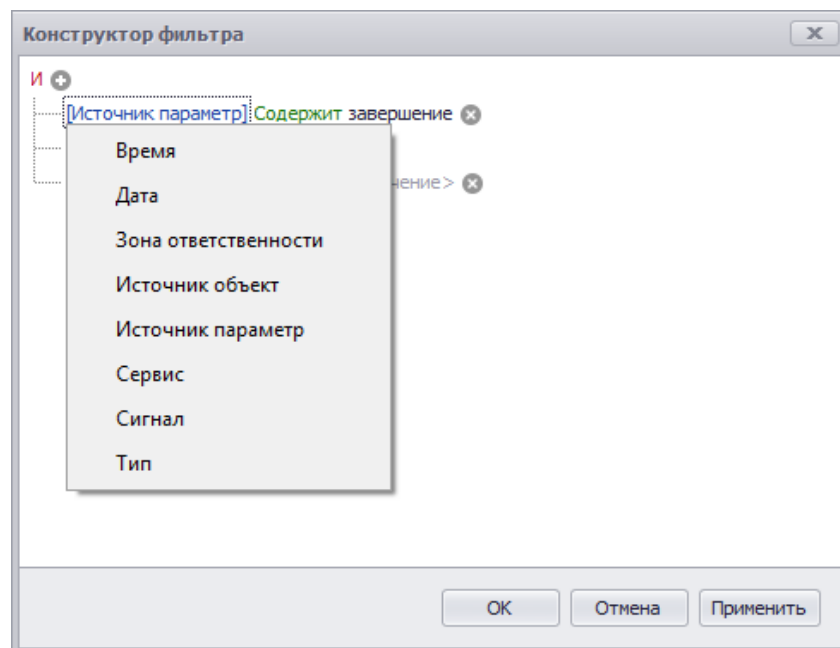 Конструктор фильтра
И
[Источник параметр] Содержит завершение
Время
Дата
Зона ответственности
Источник объект
Источник параметр
Сервис
Сигнал
Тип
ОК
Отмена
Применить